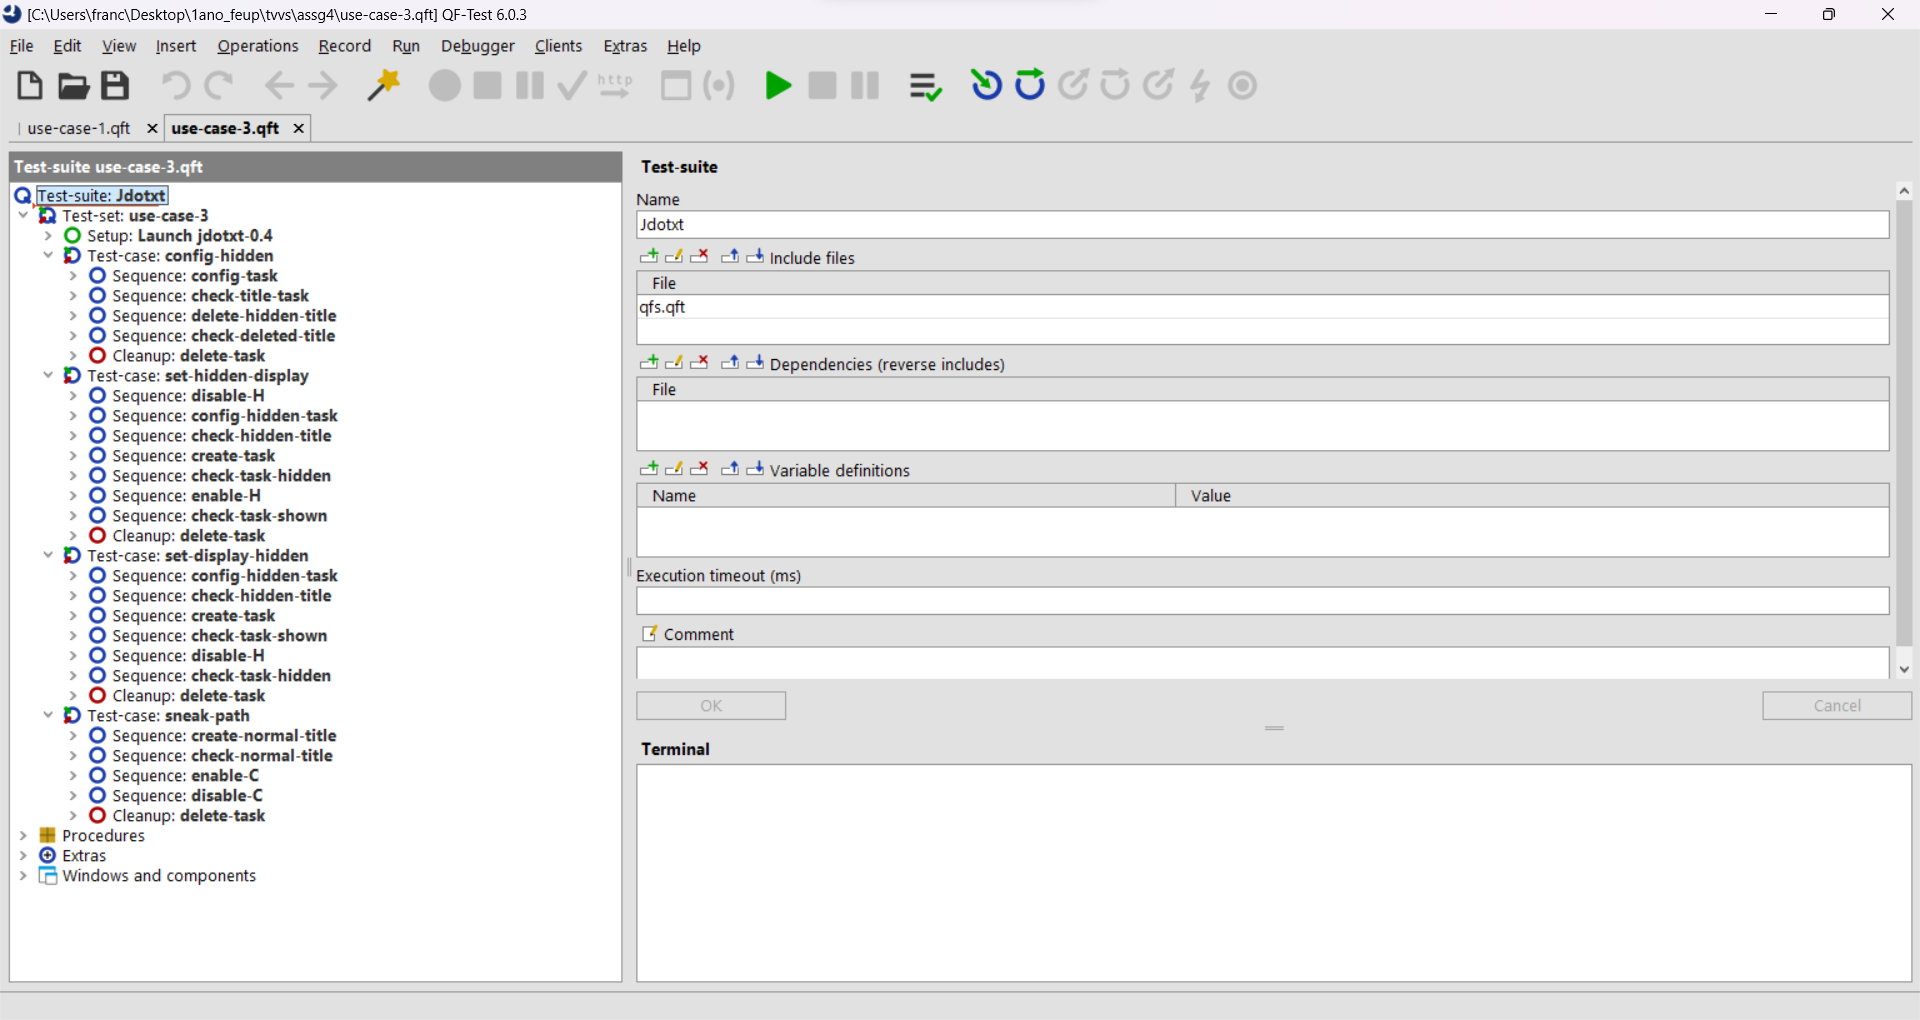 [C:\Users\franc\Desktop\1ano_feup\tvvs\assg4\use-case-3.qft] QF-Test 6.0.3
File Edit View Insert Operations Record Run Debugger Clients Extras Help
http
use-case-1.qft use-case-3.qft
Test-suite use-case-3.qft
Test-suite: Jdotxt
Test-set: use-case-3
Setup: Launch jdotxt-0.4
Test-case: config-hidden
Sequence: config-task
Sequence: check-title-task
Sequence: delete-hidden-title
Sequence: check-deleted-title
Cleanup: delete-task
Test-case: set-hidden-display
Sequence: disable-H
Sequence: config-hidden-task
Sequence: check-hidden-title
Sequence: create-task
Sequence: check-task-hidden
Sequence: enable-H
Sequence: check-task-shown
Cleanup: delete-task
Test-case: set-display-hidden
Sequence: config-hidden-task
Sequence: check-hidden-title
Sequence: create-task
Sequence: check-task-shown
Sequence: disable-H
Sequence: check-task-hidden
Cleanup: delete-task
Test-case: sneak-path
Sequence: create-normal-title
Sequence: check-normal-title
Sequence: enable-C
Sequence: disable-C
Cleanup: delete-task
Procedures
Extras
Windows and components
Test-suite
Name
Jdotxt
Include files
File
qfs.qft
Dependencies (reverse includes)
File
Variable definitions
Name Value
Execution timeout (ms)
Comment
OK Cancel
Terminal